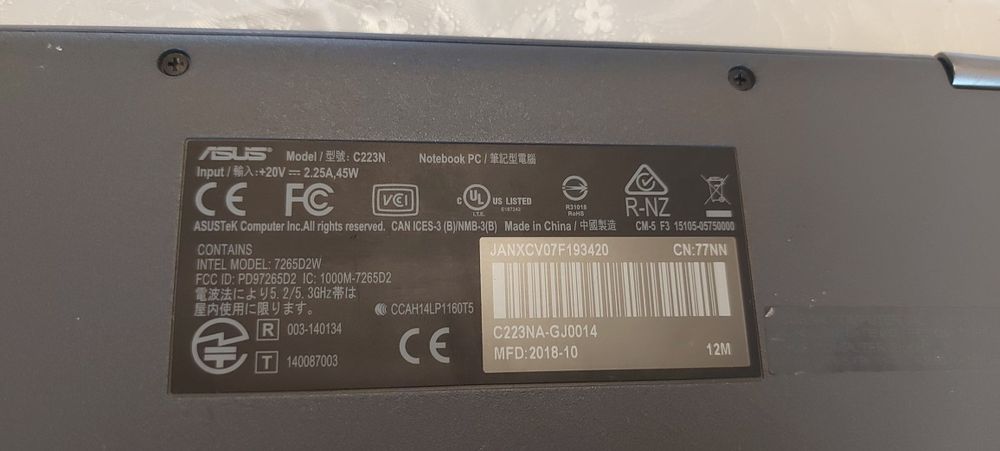 ASUS Model / 型號: C223N Notebook PC / 筆記型電腦
Input / 輸入:+20V ⎓ 2.25A,45W
CE FC VCI c UL US LISTED I.T.E. E187242 R31018 RoHS R-NZ
ASUSTeK Computer Inc.All rights reserved. CAN ICES-3 (B)/NMB-3(B) Made in China / 中國製造 CM-5 F3 15105-05750000
CONTAINS
INTEL MODEL: 7265D2W
FCC ID: PD97265D2 IC: 1000M-7265D2
電波法により5.2/5.3GHz帯は
屋内使用に限ります。
CCAH14LP1160T5
R 003-140134
T 140087003
CE
JANXCV07F193420 CN:77NN
C223NA-GJ0014
MFD:2018-10 12M